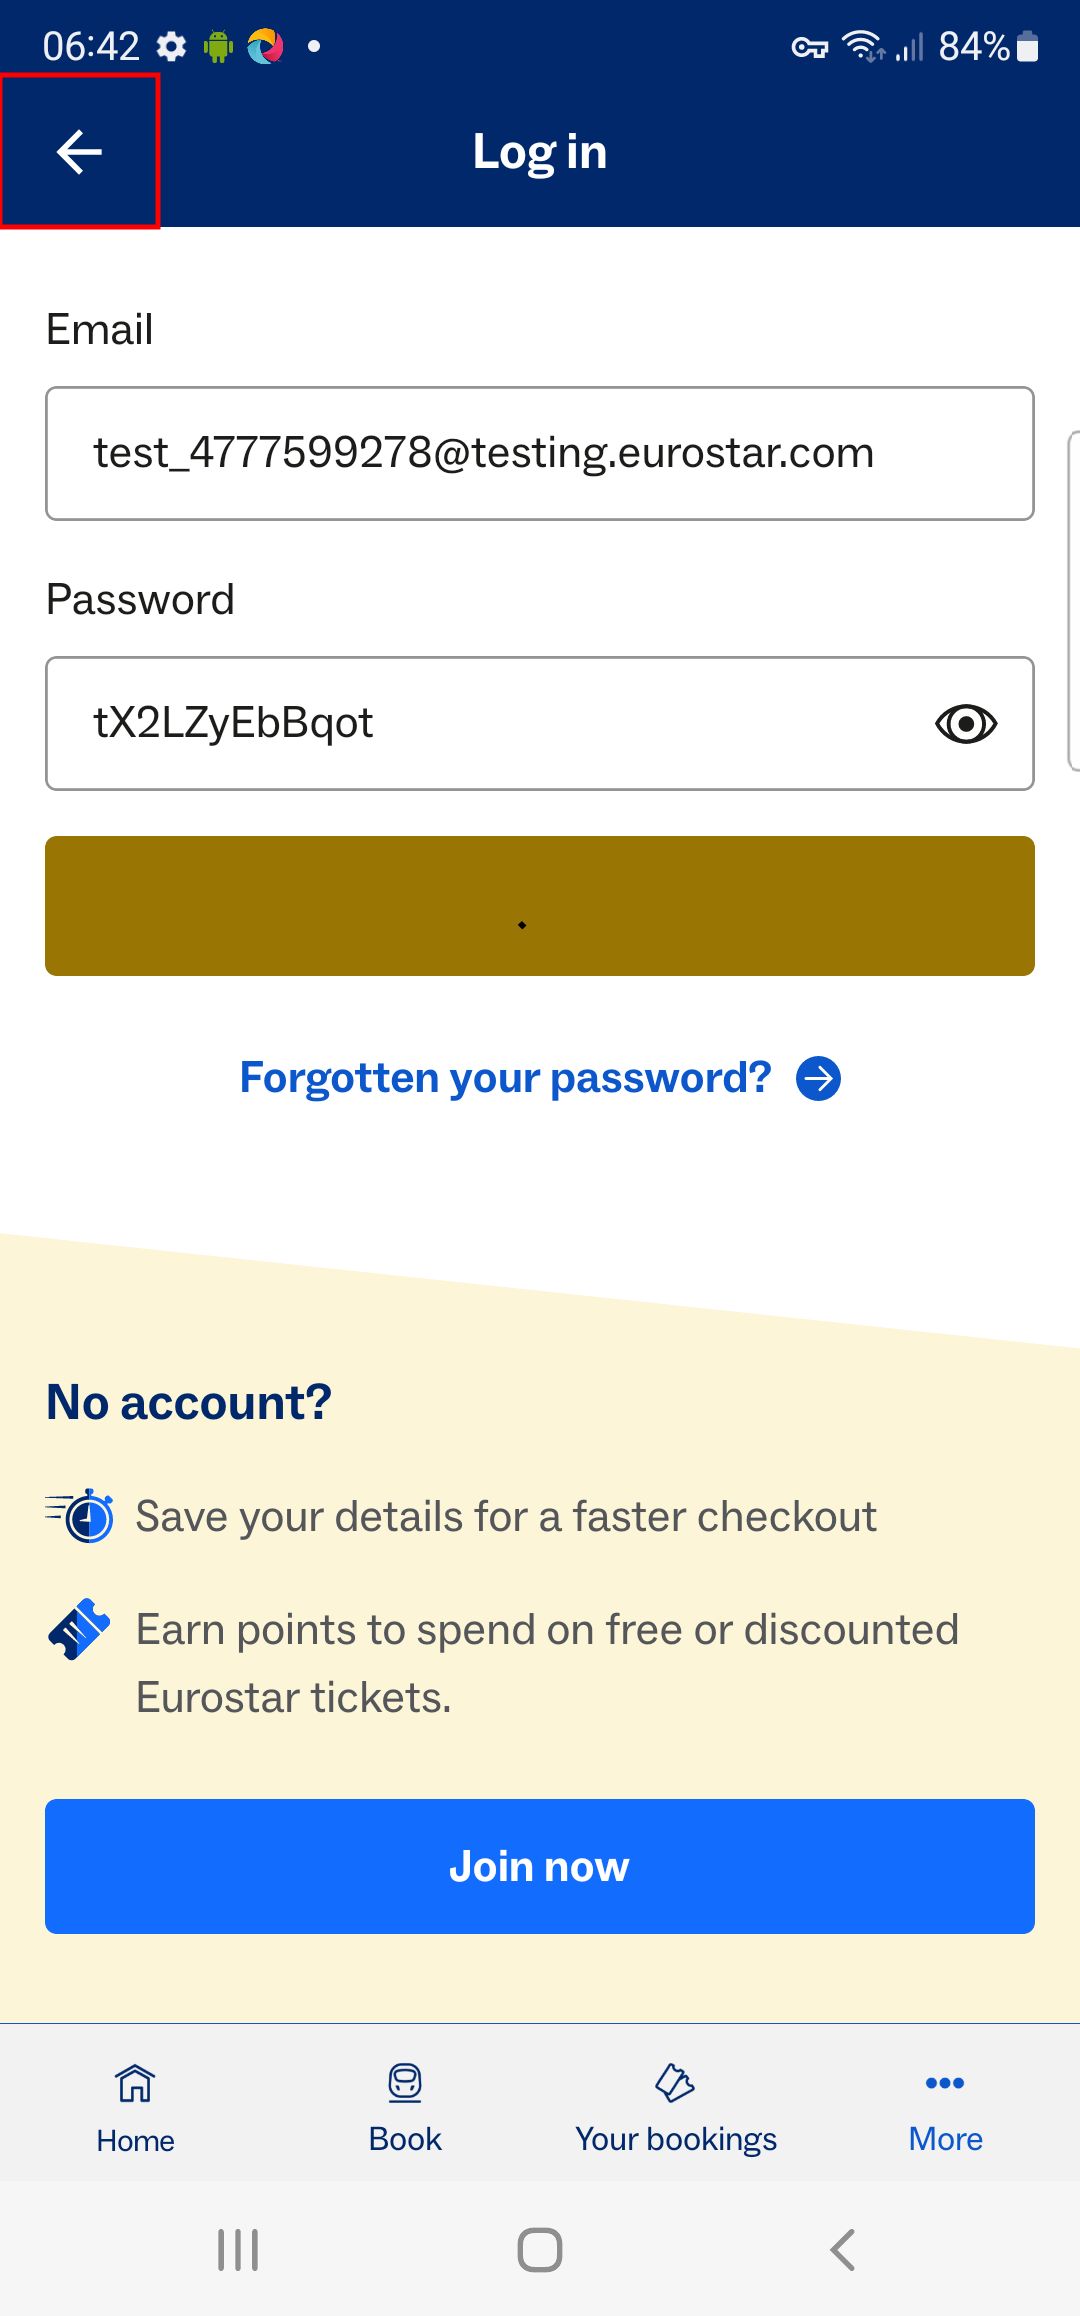 06:42
84%
Log in
Email
test_4777599278@testing.eurostar.com
Password
tX2LZyEbBqot
Forgotten your password?
No account?
Save your details for a faster checkout
Earn points to spend on free or discounted
Eurostar tickets.
Join now
Home
Book
Your bookings
More